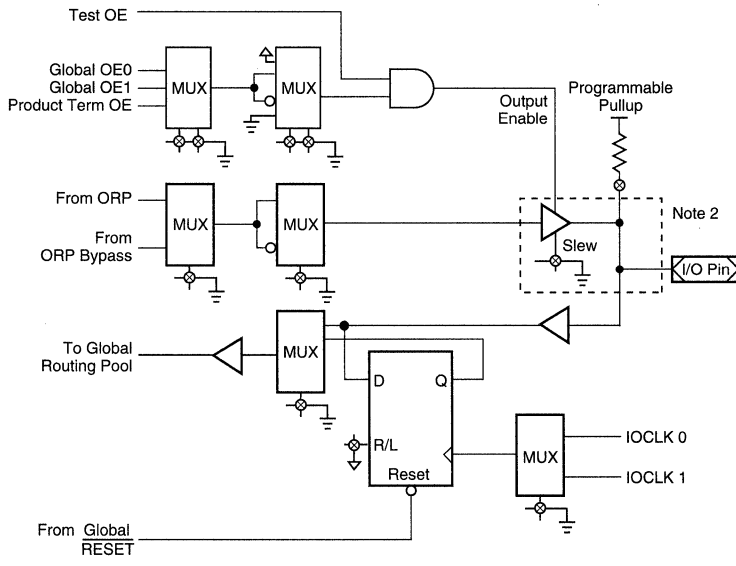 Test OE
Global OE0
Global OE1
Product Term OE
MUX
MUX
Output
Enable
Programmable
Pullup
From ORP
From
ORP Bypass
MUX
MUX
Slew
Note 2
I/O Pin
To Global
Routing Pool
MUX
D
Q
R/L
Reset
MUX
IOCLK 0
IOCLK 1
From Global
RESET